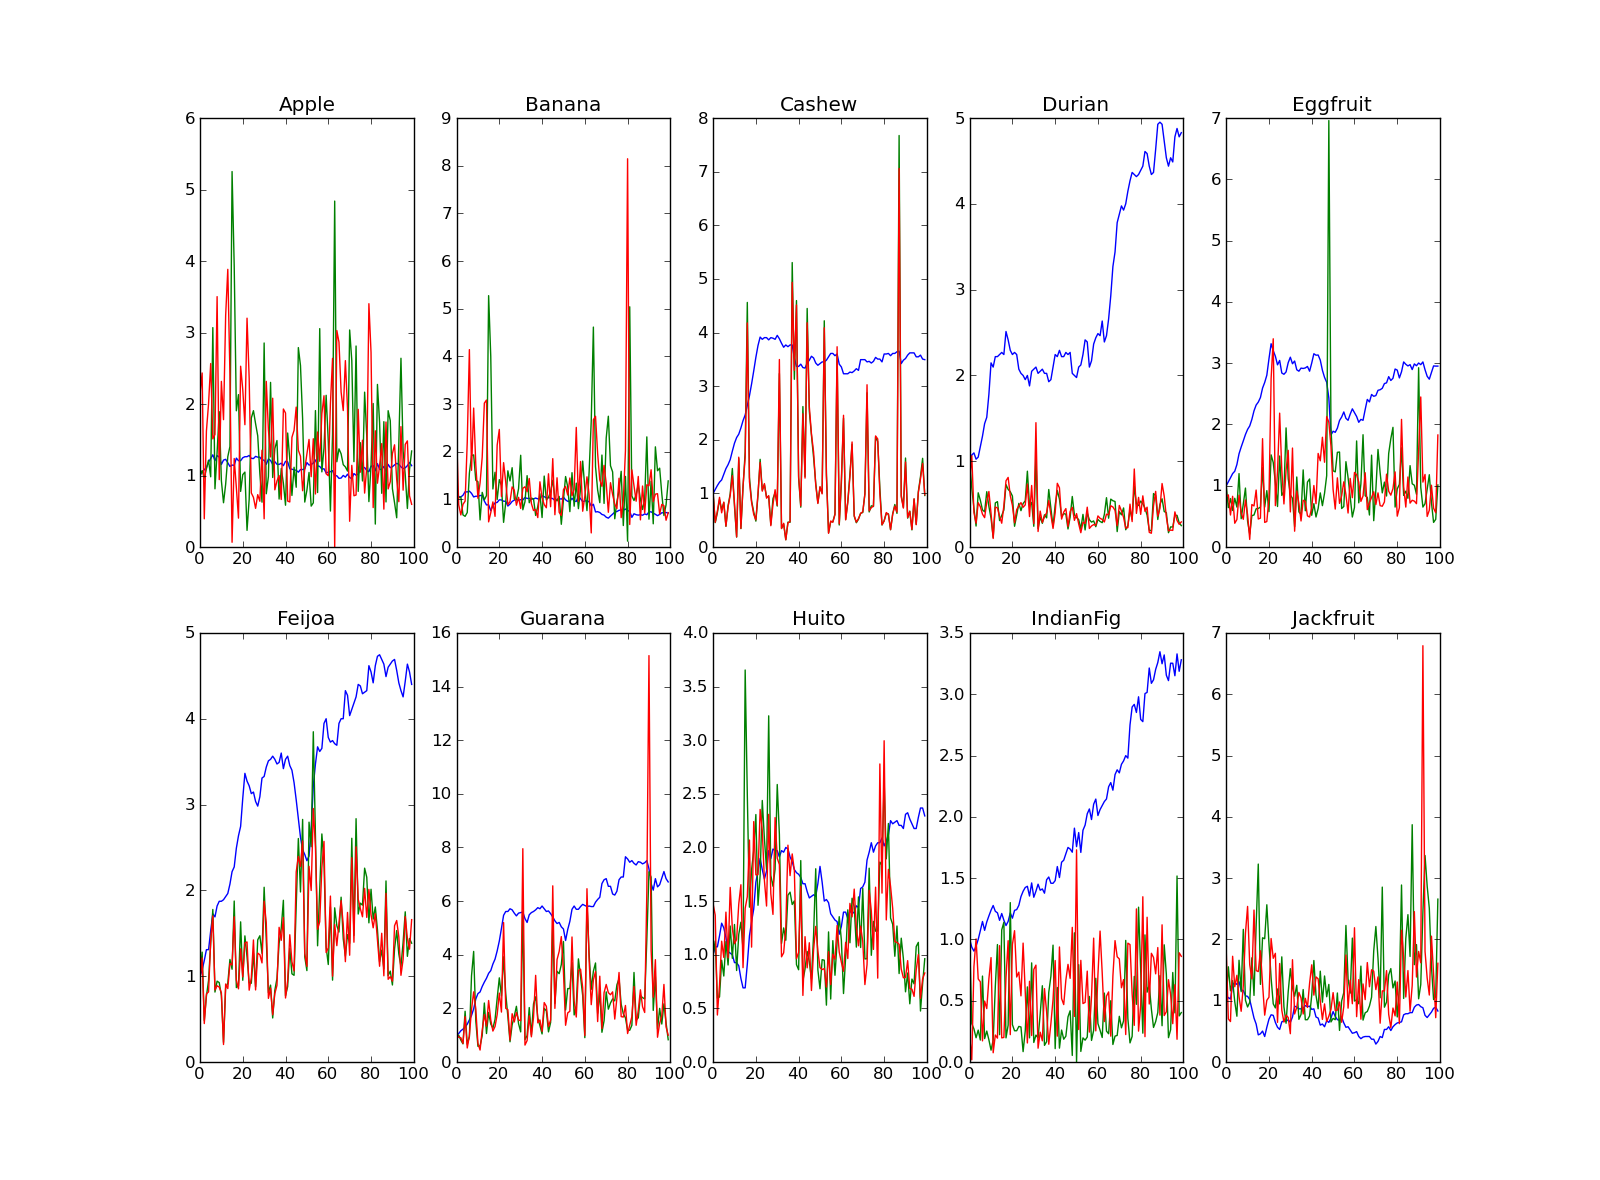 Apple Banana Cashew Durian Eggfruit
6 9 8 5 7
8 7 6
5 7 6 4 5
4 6 5 3 4
3 5 4 3
2 4 3 2 2
1 3 2 1 1
2 1
1
0 0 0 0 0
0 20 40 60 80 100 0 20 40 60 80 100 0 20 40 60 80 100 0 20 40 60 80 100 0 20 40 60 80 100
Feijoa Guarana Huito IndianFig Jackfruit
5 16 4.0 3.5 7
14 3.5 3.0 6
4 12 3.0 2.5 5
3 10 2.5 2.0 4
2 8 2.0 1.5 3
6 1.5 1.0 2
1 4 1.0 0.5 1
2 0.5
0 0 0.0 0.0 0
0 20 40 60 80 100 0 20 40 60 80 100 0 20 40 60 80 100 0 20 40 60 80 100 0 20 40 60 80 100